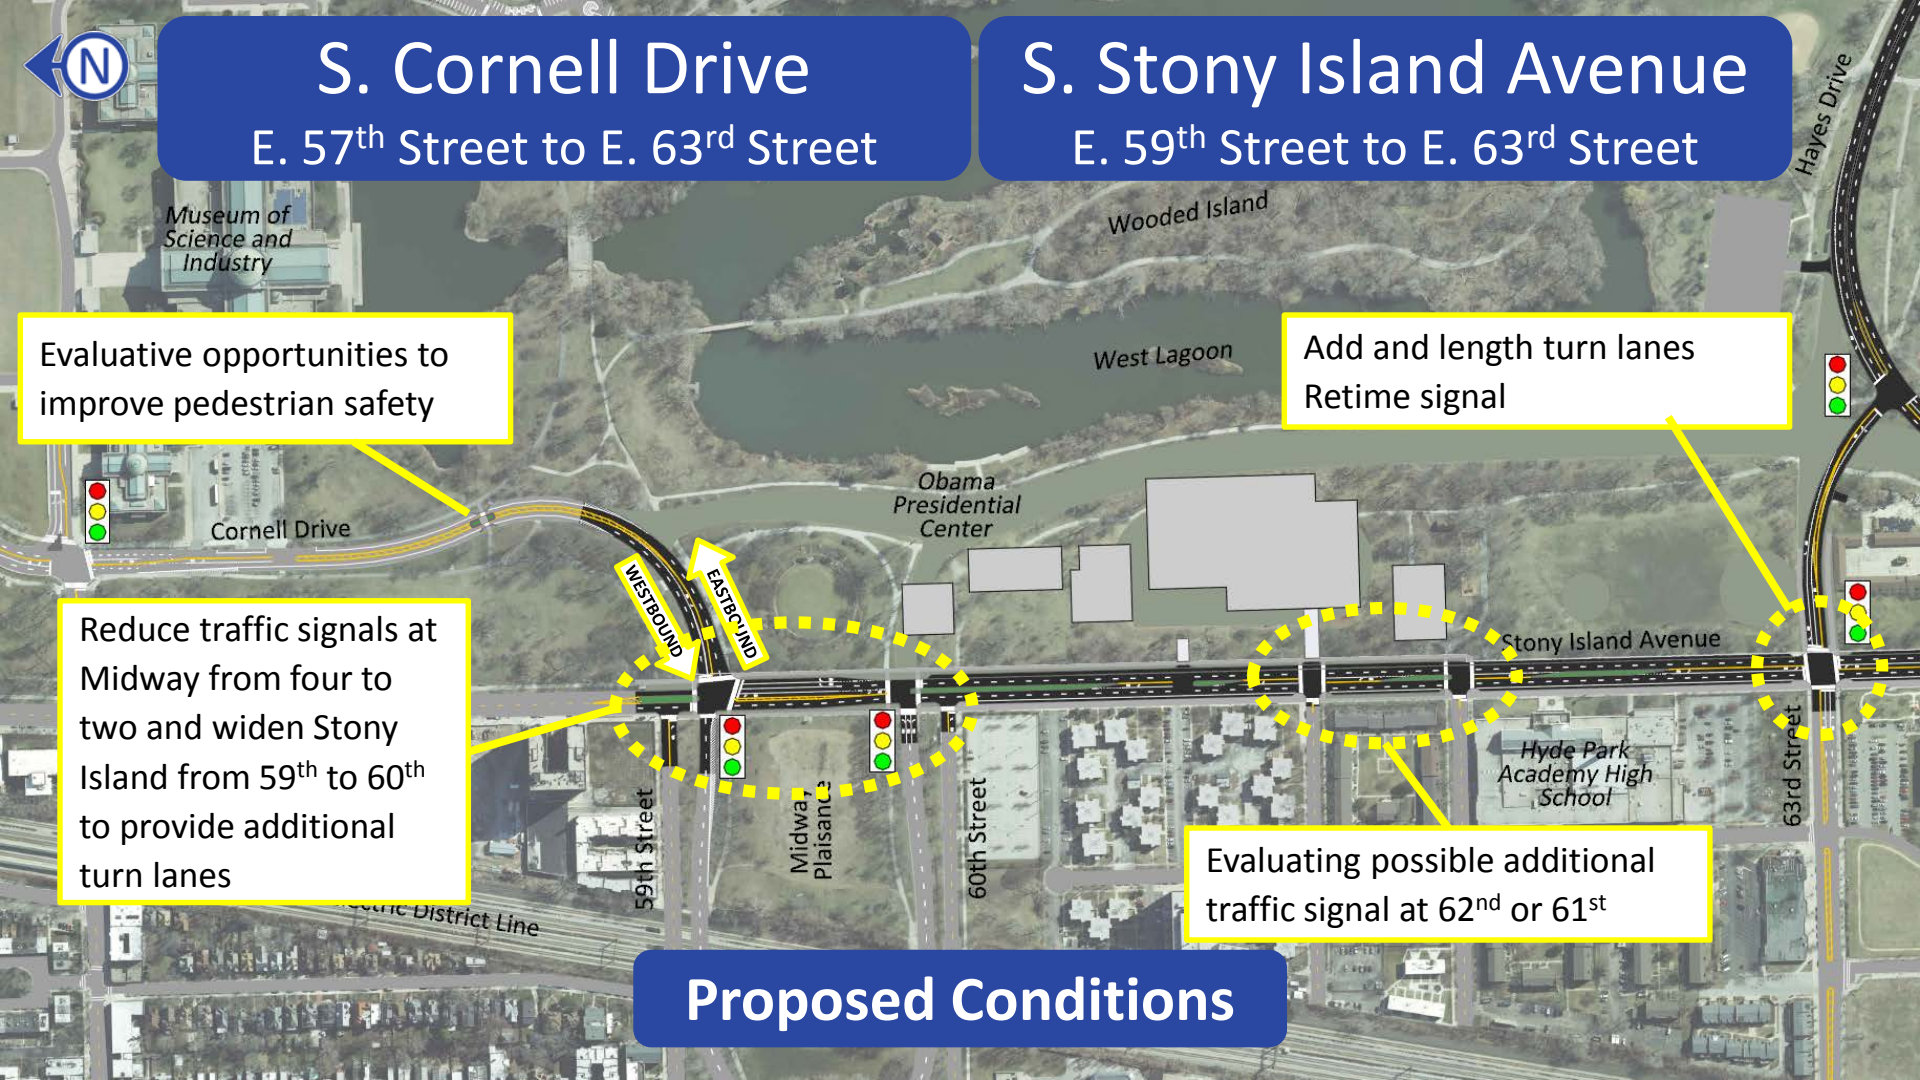 N
S. Cornell Drive
E. 57th Street to E. 63rd Street
S. Stony Island Avenue
E. 59th Street to E. 63rd Street
Hayes Drive
Museum of
Science and
Industry
Wooded Island
West Lagoon
Evaluative opportunities to
improve pedestrian safety
Add and length turn lanes
Retime signal
Cornell Drive
Obama
Presidential
Center
WESTBOUND
EASTBOUND
Reduce traffic signals at
Midway from four to
two and widen Stony
Island from 59th to 60th
to provide additional
turn lanes
Stony Island Avenue
Hyde Park
Academy High
School
63rd Street
59th Street
Midway
Plaisance
60th Street
Evaluating possible additional
traffic signal at 62nd or 61st
District Line
Proposed Conditions